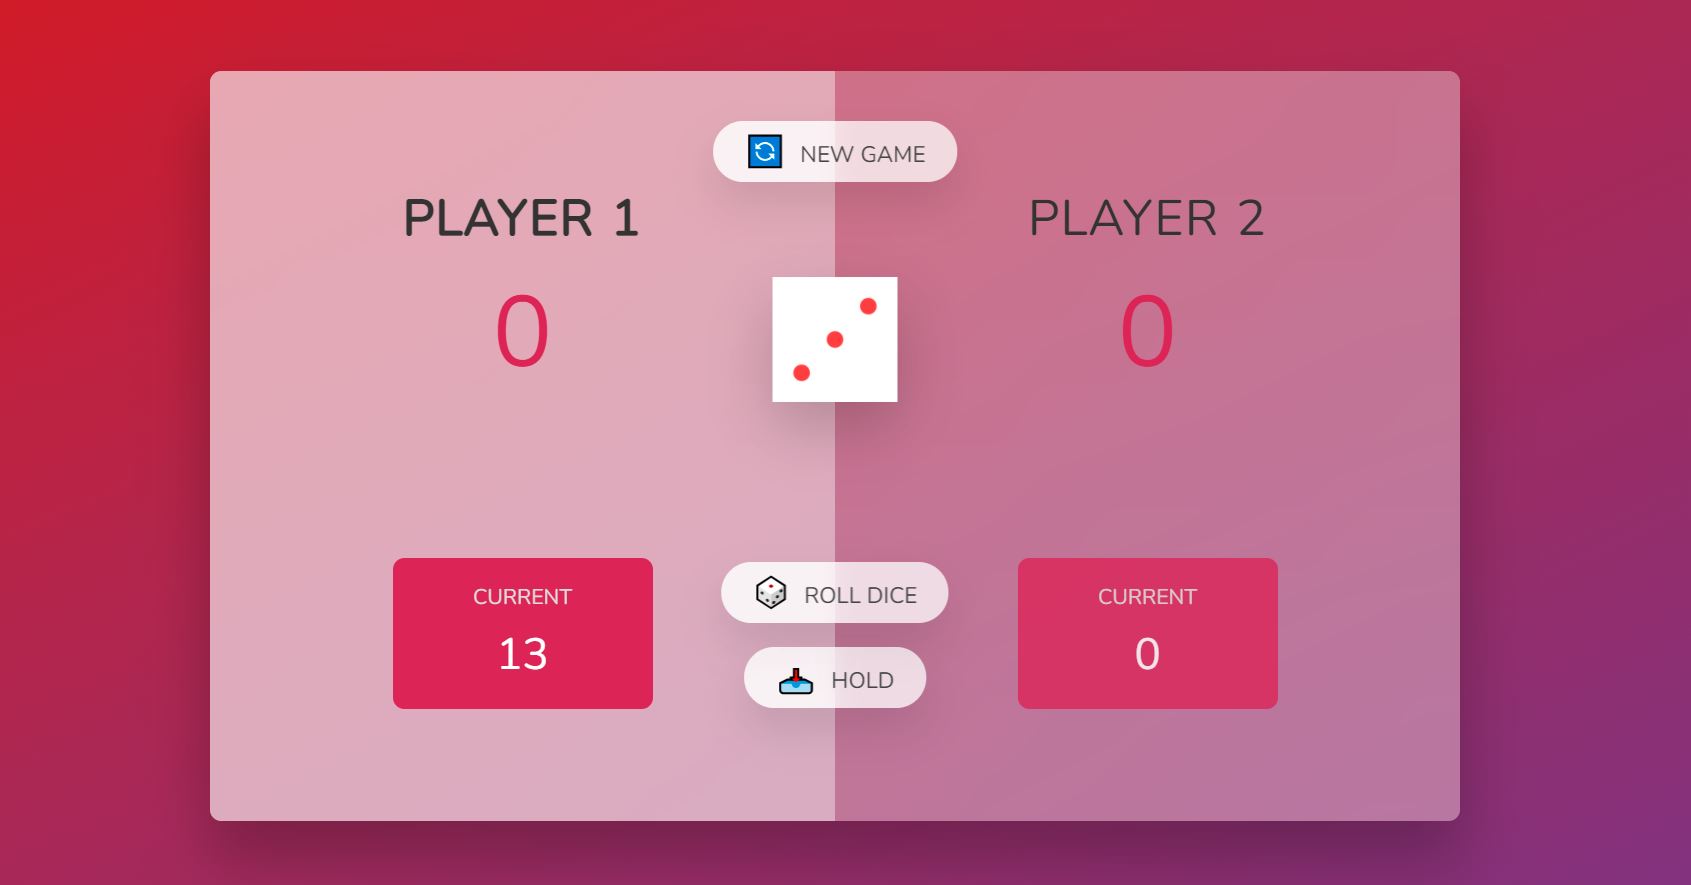 NEW GAME
PLAYER 1
0
PLAYER 2
0
CURRENT
13
ROLL DICE
HOLD
CURRENT
0